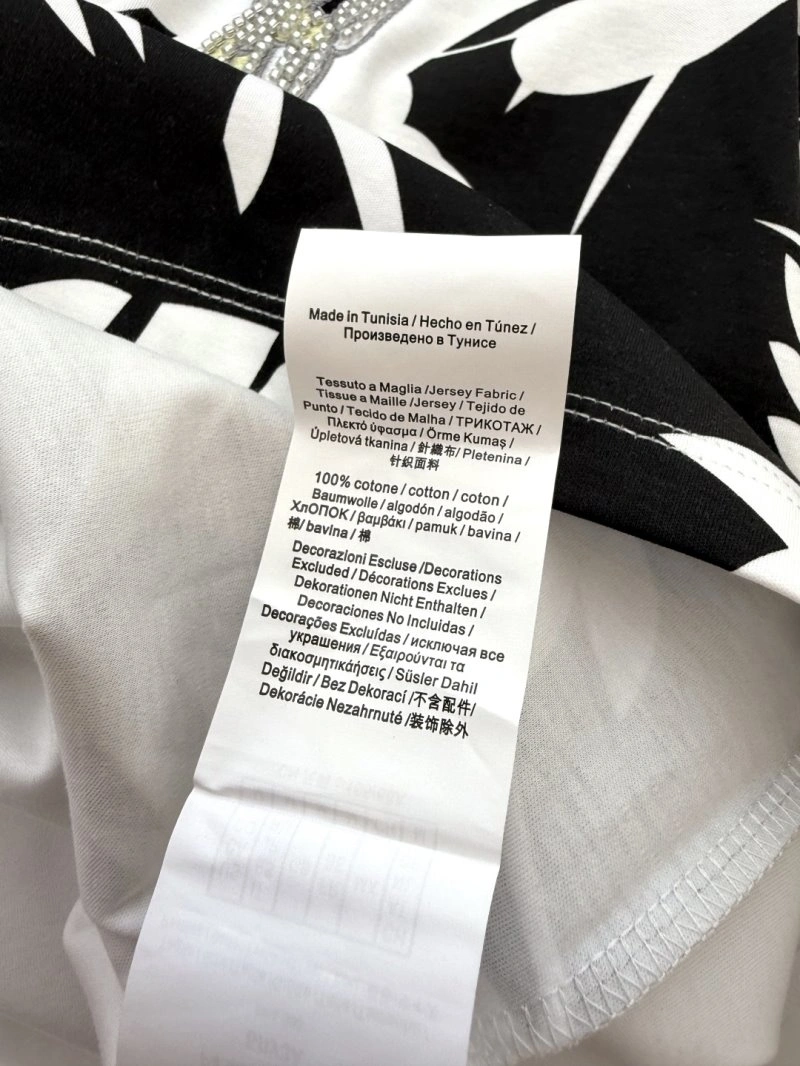 Made in Tunisia / Hecho en Túnez /
Произведено в Тунисе
Tessuto a Maglia /Jersey Fabric /
Tissue a Maille /Jersey / Tejido de
Punto / Tecido de Malha / ТРИКОТАЖ /
Πλεκτό ύφασμα / Örme Kumaş /
Úpletová tkanina / 針織布/ Pletenina /
针织面料
100% cotone / cotton / coton /
Baumwolle / algodón / algodão /
ХлОПОК / βαμβάκι / pamuk / bavina /
棉/ bavina / 棉
Decorazioni Escluse /Decorations
Excluded / Décorations Exclues /
Dekorationen Nicht Enthalten /
Decoraciones No Incluidas /
Decorações Excluídas / исключая все
украшения / Εξαιρούνται τα
διακοσμητικάήσεις / Süsler Dahil
Değildir / Bez Dekorací /不含配件/
Dekorácie Nezahrnuté /装饰除外